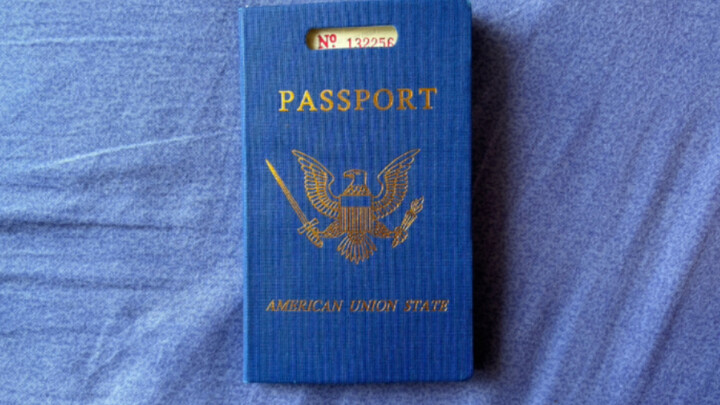 Nº 132256
PASSPORT
AMERICAN UNION STATE